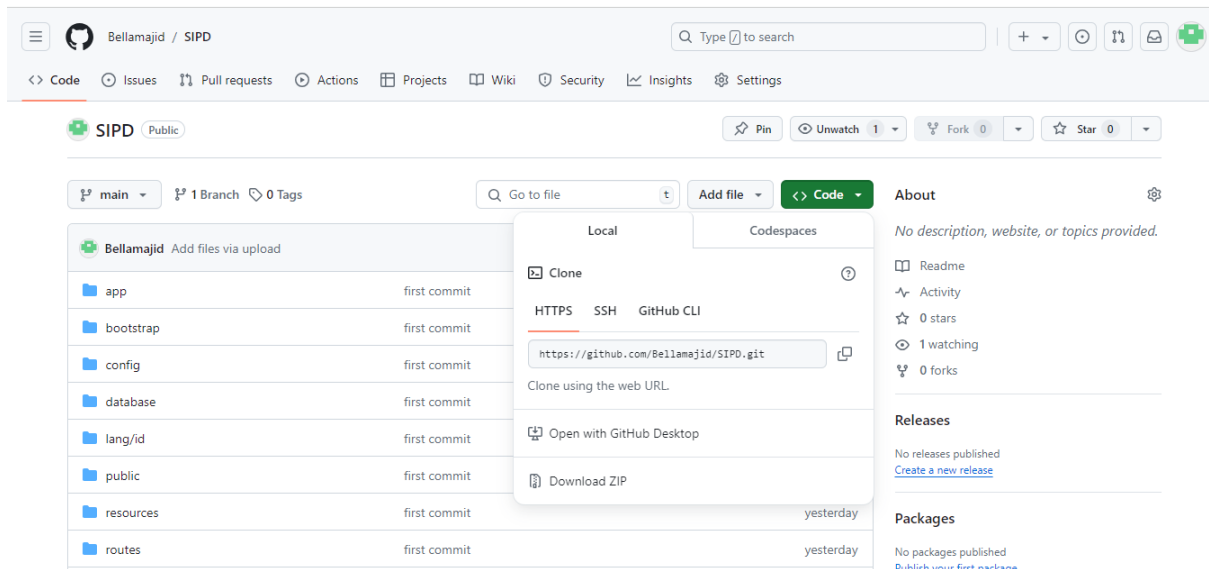 Bellamajid / SIPD
Type / to search
Code Issues Pull requests Actions Projects Wiki Security Insights Settings
SIPD Public
Pin Unwatch 1 Fork 0 Star 0
main 1 Branch 0 Tags
Go to file t Add file Code
Bellamajid Add files via upload
app first commit
bootstrap first commit
config first commit
database first commit
lang/id first commit
public first commit
resources first commit yesterday
routes first commit yesterday
Local Codespaces
Clone
HTTPS SSH GitHub CLI
https://github.com/Bellamajid/SIPD.git
Clone using the web URL.
Open with GitHub Desktop
Download ZIP
About
No description, website, or topics provided.
Readme
Activity
0 stars
1 watching
0 forks
Releases
No releases published
Create a new release
Packages
No packages published
Publish your first package